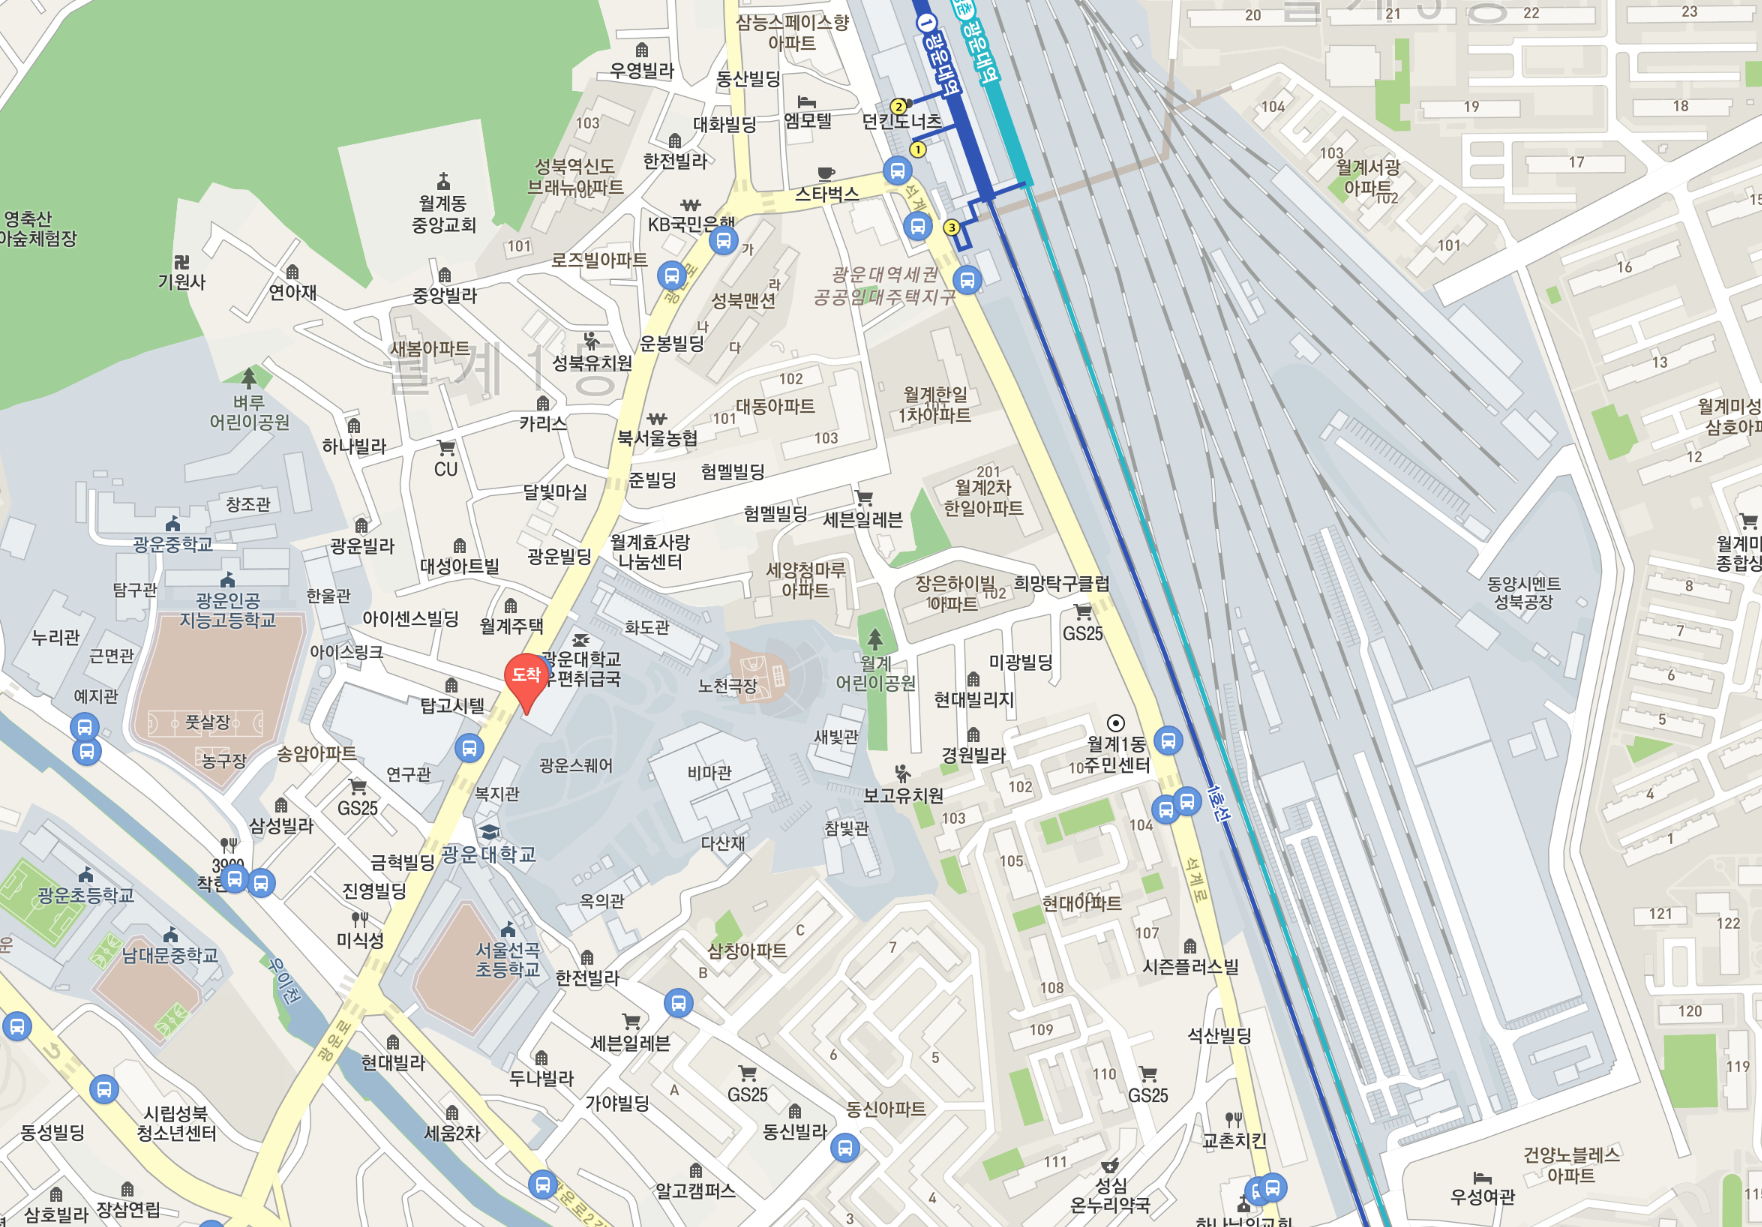 삼능스페이스향
아파트
우영빌라
동산빌딩
엠모텔
대화빌딩
한전빌라
던킨도너츠
2
1
3
1
광운대역
광운대역
20
21
22
23
19
18
17
104
103
월계서광
아파트
102
101
16
13
12
103
성북역신도
브래뉴아파트
102
101
월계동
중앙교회
스타벅스
KB국민은행
영축산
기원사
연아재
중앙빌라
로즈빌아파트
성북맨션
가
라
나
다
광운대역세권
공공임대주택지구
석계
새봄아파트
월계1동
성북유치원
운봉빌딩
벼루
어린이공원
하나빌라
카리스
CU
북서울농협
102
대동아파트
101
103
월계한일
1차아파트
월계미성
달빛마실
준빌딩
험멜빌딩
험멜빌딩
세븐일레븐
201
월계2차
한일아파트
창조관
광운중학교
광운빌라
대성아트빌
광운빌딩
월계효사랑
나눔센터
세양청마루
아파트
장은하이빌
아파트
102
희망탁구클럽
GS25
동양시멘트
성북공장
탐구관
광운인공
지능고등학교
한울관
아이센스빌딩
월계주택
화도관
누리관
근면관
예지관
아이스링크
도착
광운대학교
우편취급국
노천극장
월계
어린이공원
미광빌딩
현대빌리지
경원빌라
월계1동
주민센터
탑고시텔
풋살장
농구장
송암아파트
연구관
GS25
삼성빌라
복지관
광운스퀘어
비마관
새빛관
보고유치원
참빛관
다산재
102
103
104
105
107
108
109
110
111
현대아파트
1호선
석계로
광운대학교
금혁빌딩
진영빌딩
미식성
광운초등학교
남대문중학교
옥의관
서울선곡
초등학교
한전빌라
삼창아파트
A
B
C
7
6
5
4
3
시즌플러스빌
석산빌딩
우이천
광운로
현대빌라
세븐일레븐
두나빌라
GS25
GS25
가야빌딩
동신빌라
동신아파트
시립성북
청소년센터
동성빌딩
세움2차
교촌치킨
성심
온누리약국
알고캠퍼스
삼호빌라
장삼연립
우성여관
건양노블레스
아파트
8
7
6
5
4
1
121
122
120
119